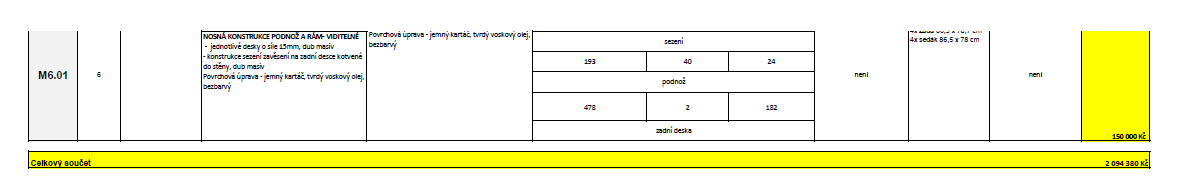 NOSNÁ KONSTRUKCE PODNOŽ A RÁM- VIDITELNÉ
- jednotlivé desky o síle 15mm, dub masiv
- konstrukce sezení zavěšení na zadní desce kotvené
do stěny, dub masiv
Povrchová úprava - jemný kartáč, tvrdý voskový olej,
bezbarvý
Povrchová úprava - jemný kartáč, tvrdý voskový olej,
bezbarvý
sezení
4x sedák 86,5 x 78 cm
M6.01
6
193 40 24
podnož
není
není
478 2 182
zadní deska
150 000 Kč
Celkový součet 2 094 380 Kč